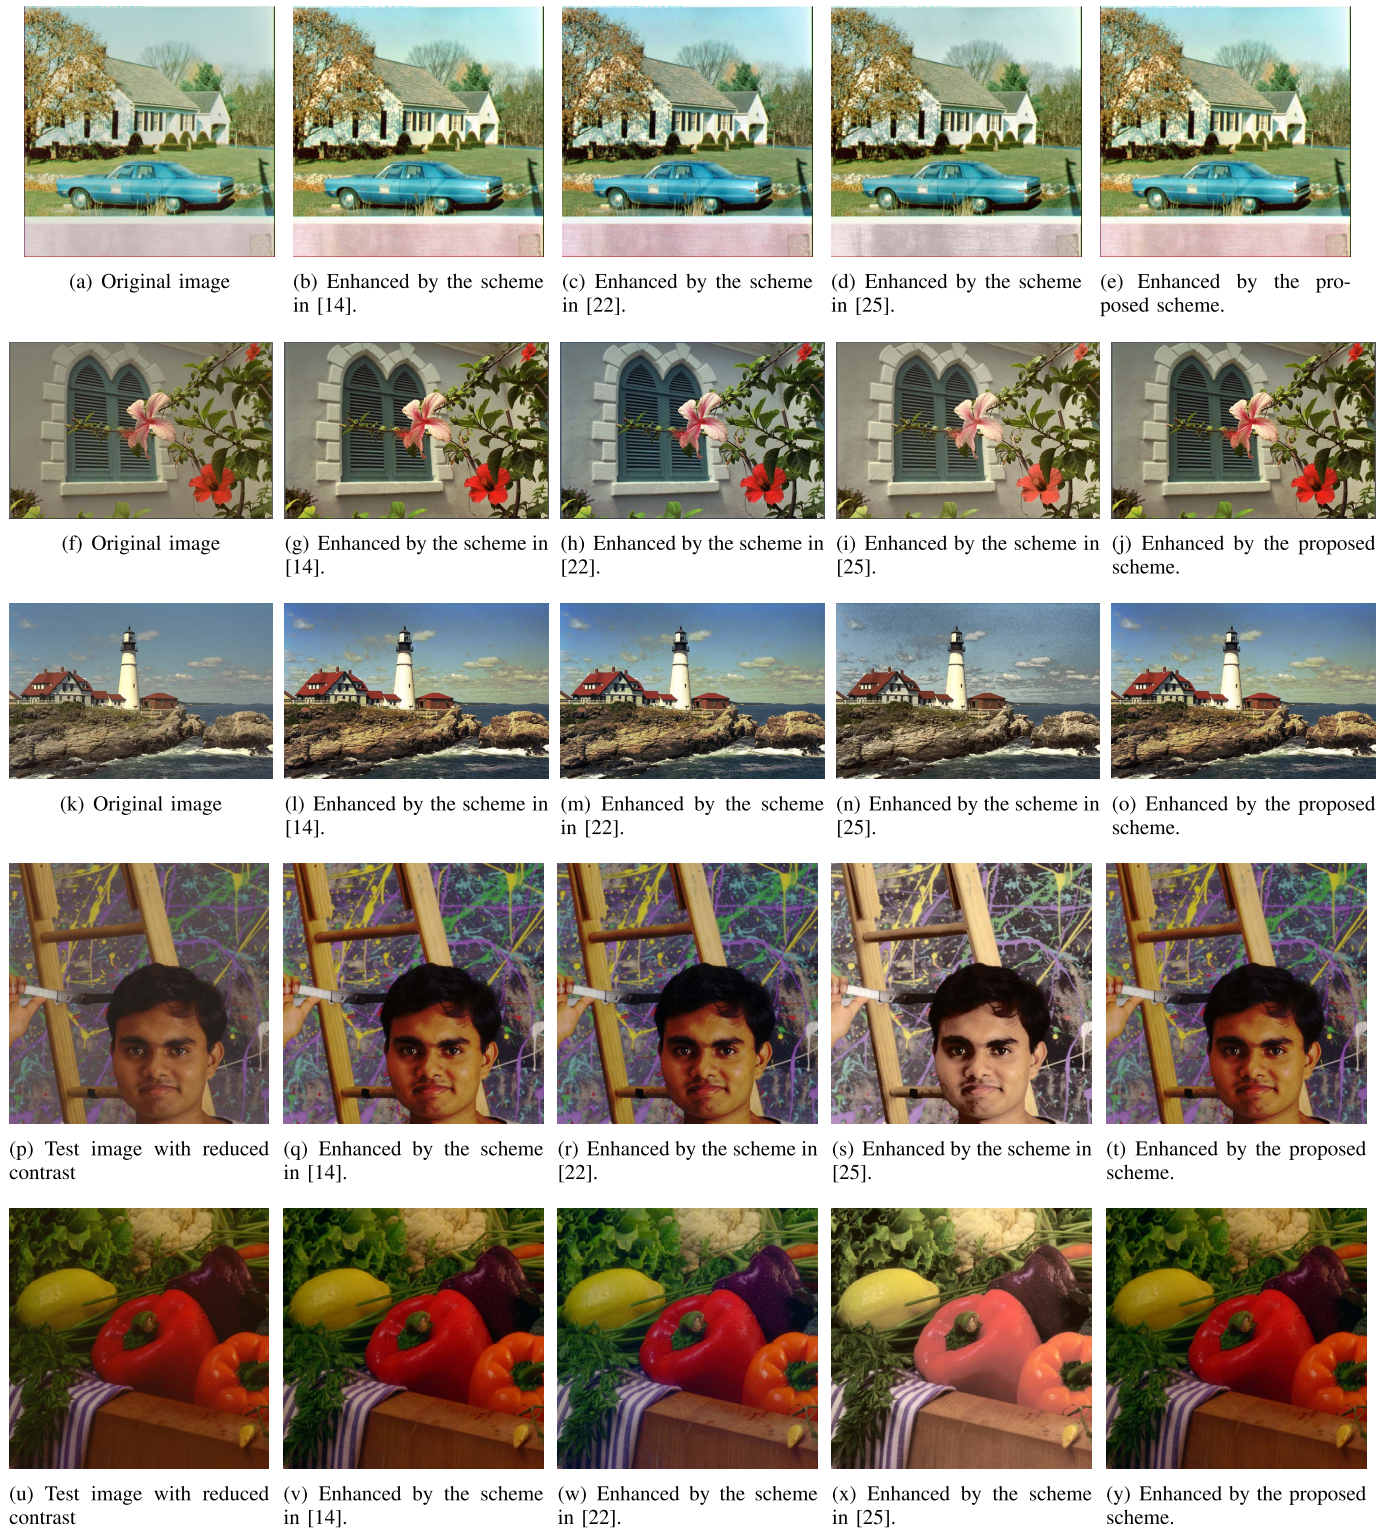 (a) Original image
(b) Enhanced by the scheme
in [14].
(c) Enhanced by the scheme
in [22].
(d) Enhanced by the scheme
in [25].
(e) Enhanced by the pro-
posed scheme.
(f) Original image
(g) Enhanced by the scheme in
[14].
(h) Enhanced by the scheme in
[22].
(i) Enhanced by the scheme in
[25].
(j) Enhanced by the proposed
scheme.
(k) Original image
(l) Enhanced by the scheme in
[14].
(m) Enhanced by the scheme
in [22].
(n) Enhanced by the scheme in
[25].
(o) Enhanced by the proposed
scheme.
(p) Test image with reduced
contrast
(q) Enhanced by the scheme
in [14].
(r) Enhanced by the scheme in
[22].
(s) Enhanced by the scheme in
[25].
(t) Enhanced by the proposed
scheme.
(u) Test image with reduced
contrast
(v) Enhanced by the scheme
in [14].
(w) Enhanced by the scheme
in [22].
(x) Enhanced by the scheme
in [25].
(y) Enhanced by the proposed
scheme.